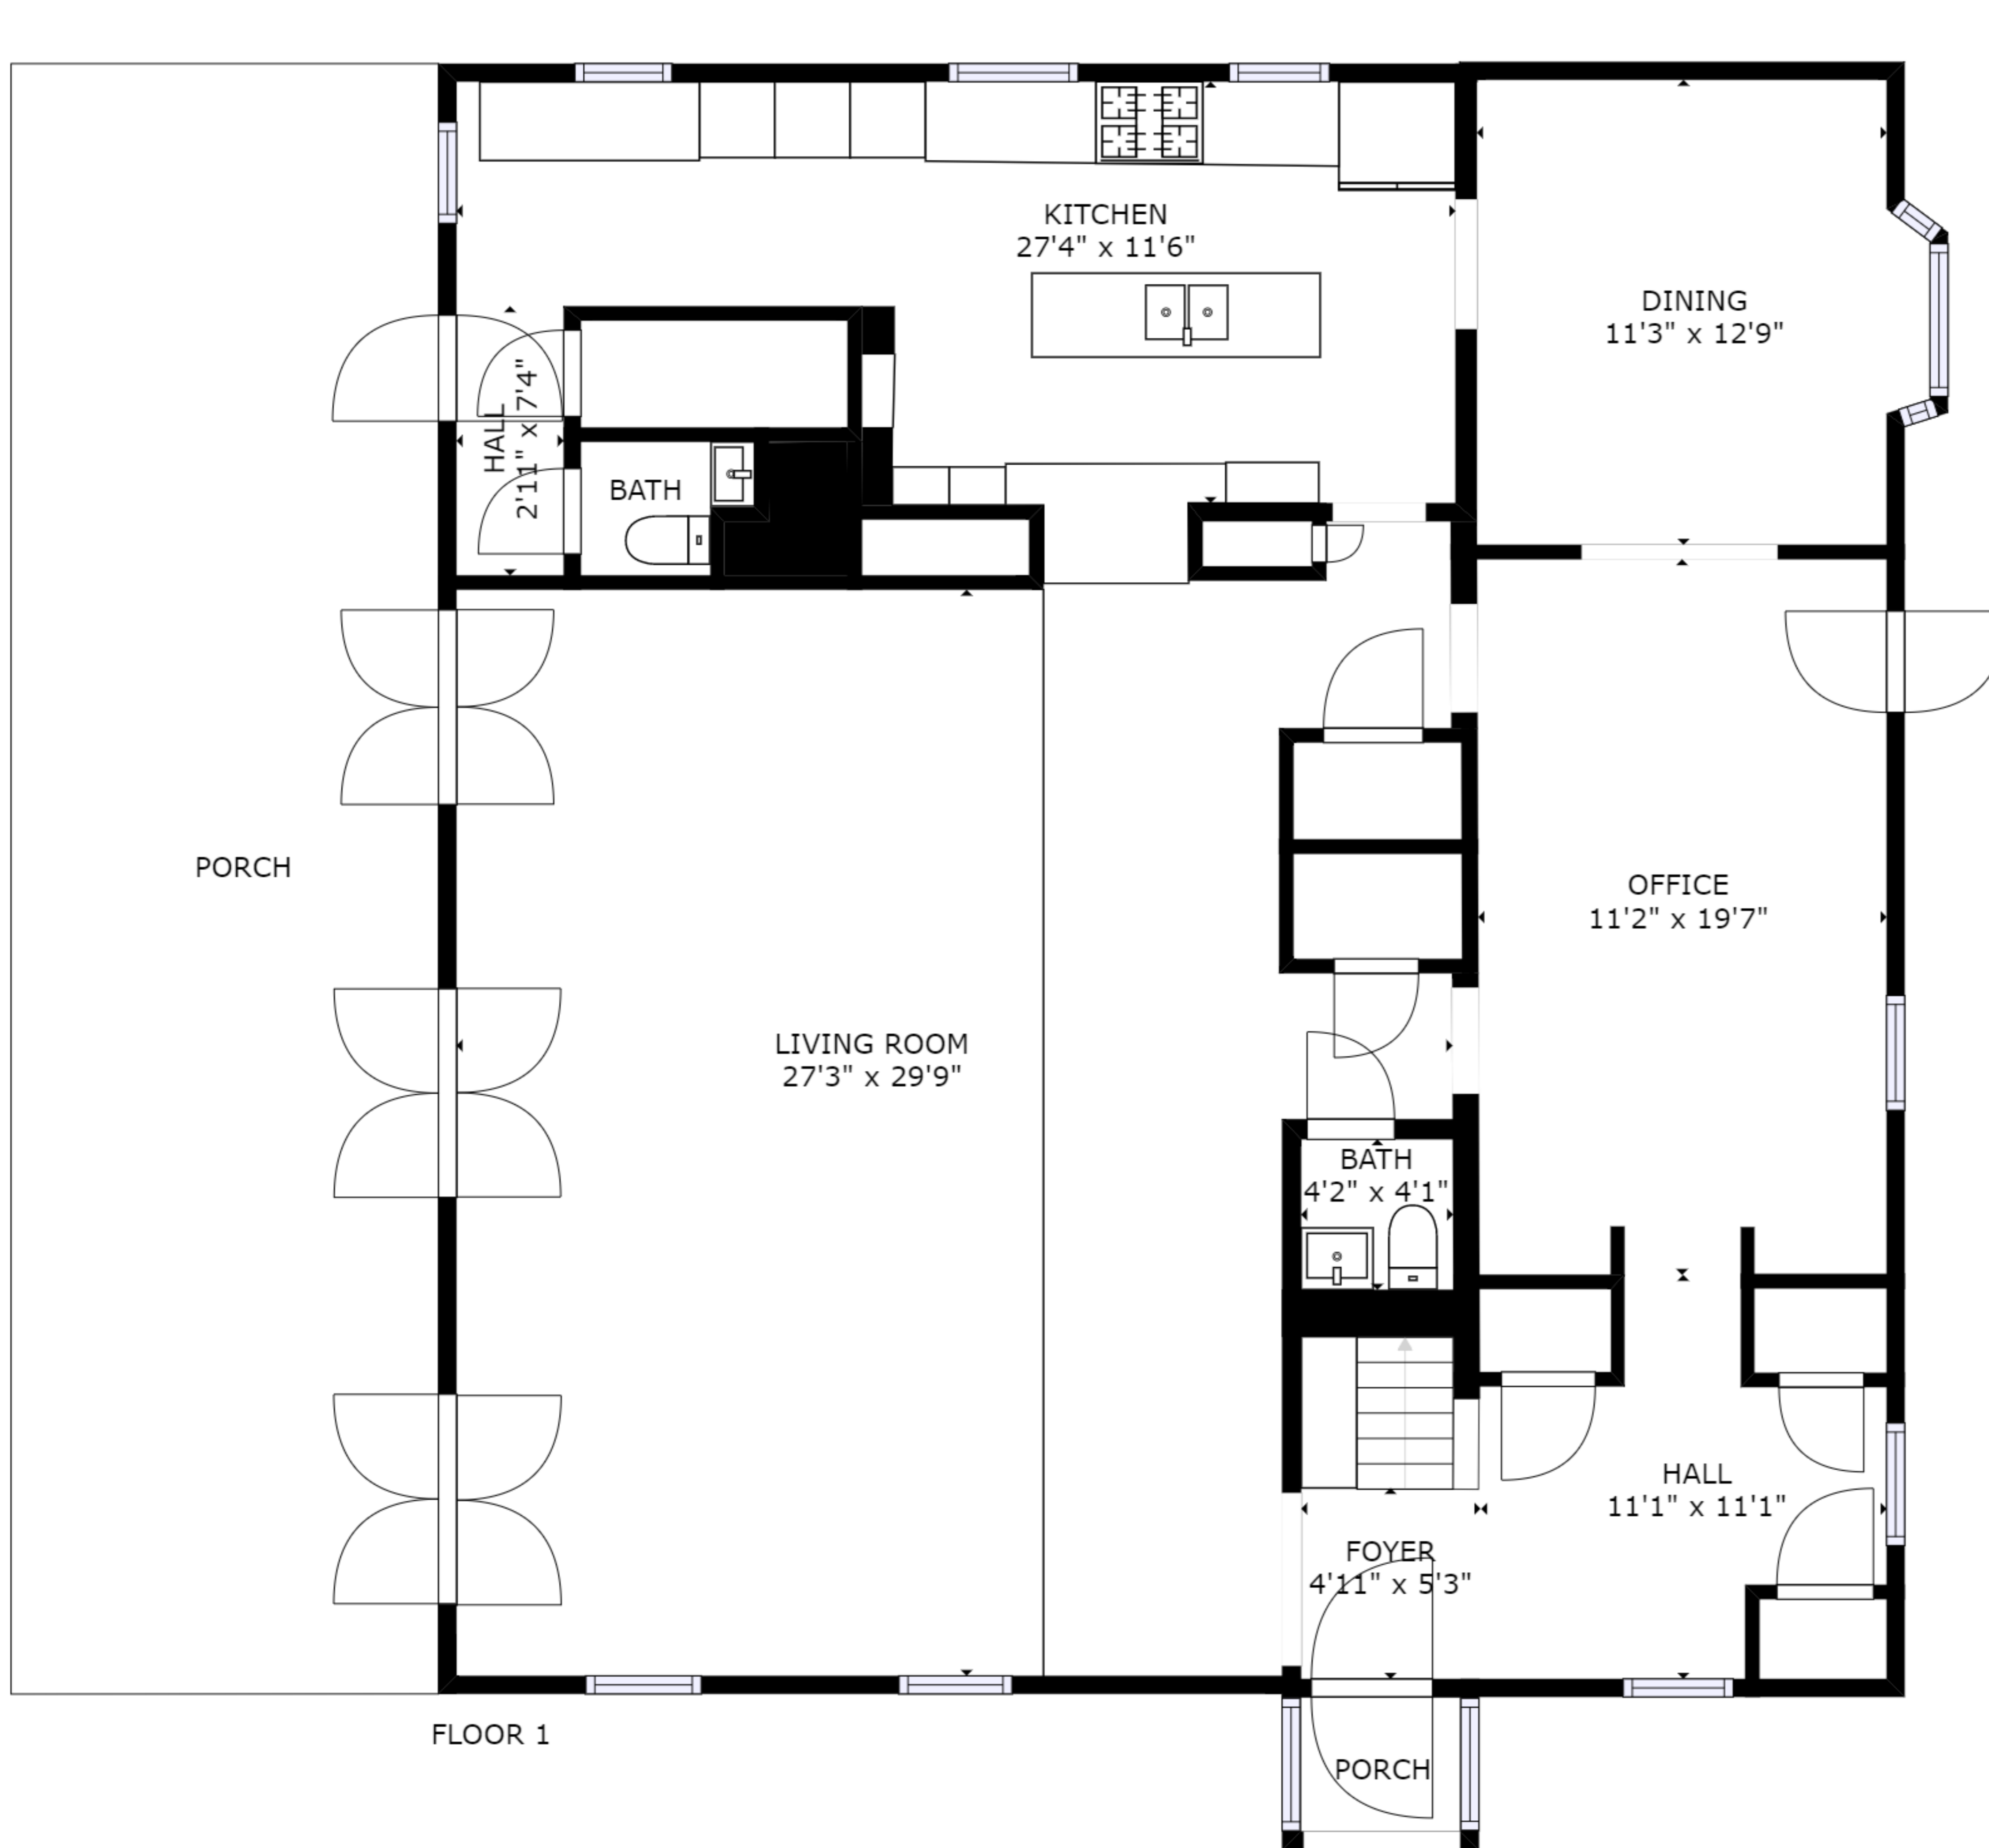 KITCHEN
27'4" x 11'6"
DINING
11'3" x 12'9"
HALL
2'11" x 7'4"
BATH
PORCH
OFFICE
11'2" x 19'7"
LIVING ROOM
27'3" x 29'9"
BATH
4'2" x 4'1"
HALL
11'1" x 11'1"
FOYER
4'11" x 5'3"
FLOOR 1
PORCH